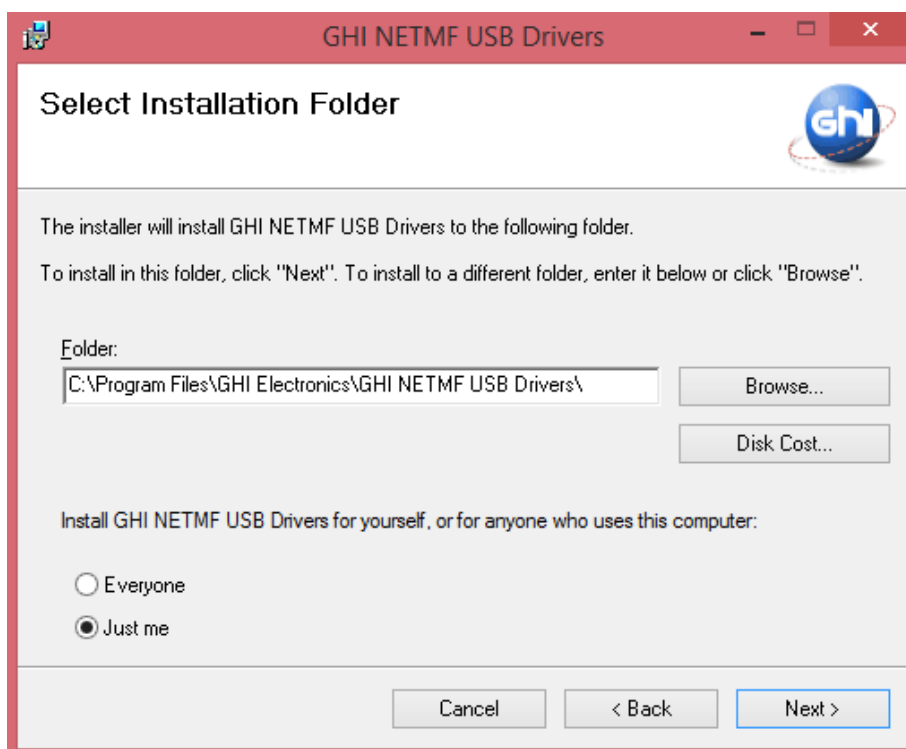 GHI NETMF USB Drivers
Select Installation Folder
GHI
The installer will install GHI NETMF USB Drivers to the following folder.
To install in this folder, click "Next". To install to a different folder, enter it below or click "Browse".
Folder:
C:\Program Files\GHI Electronics\GHI NETMF USB Drivers\
Browse...
Disk Cost...
Install GHI NETMF USB Drivers for yourself, or for anyone who uses this computer:
Everyone
Just me
Cancel
< Back
Next >